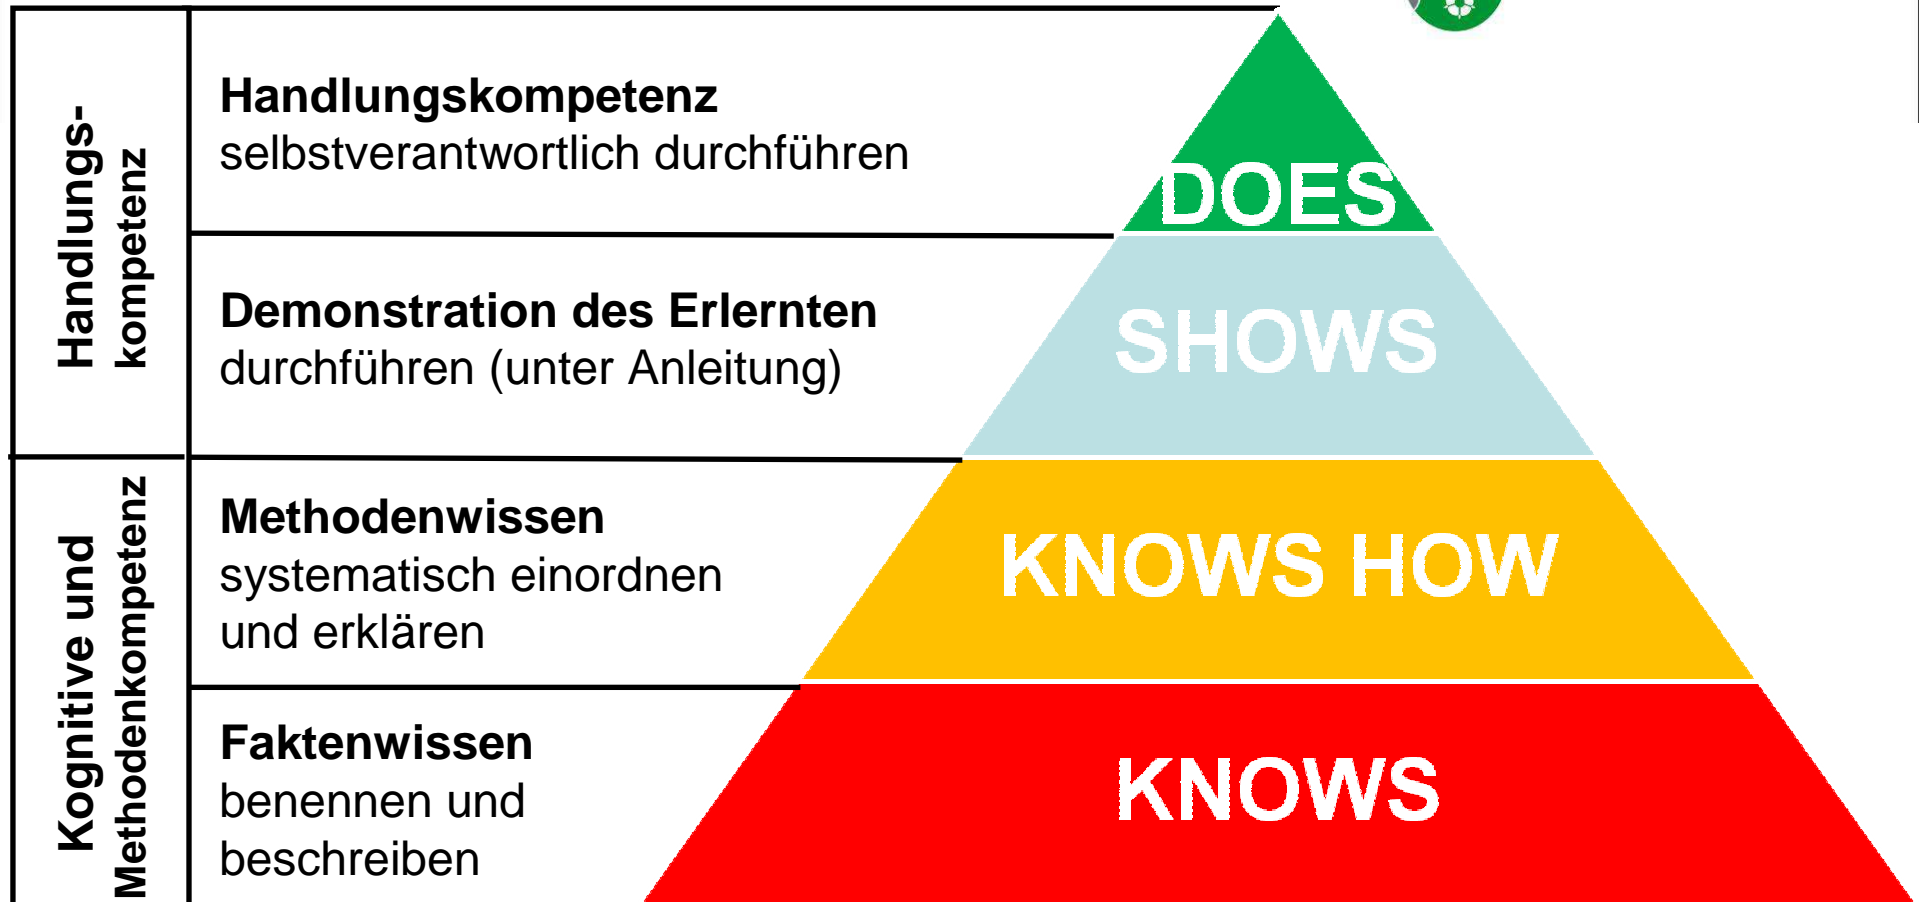 Handlungs-
kompetenz
Handlungskompetenz
selbstverantwortlich durchführen
DOES
Demonstration des Erlernten
durchführen (unter Anleitung)
SHOWS
Kognitive und
Methodenkompetenz
Methodenwissen
systematisch einordnen
und erklären
KNOWS HOW
Faktenwissen
benennen und
beschreiben
KNOWS